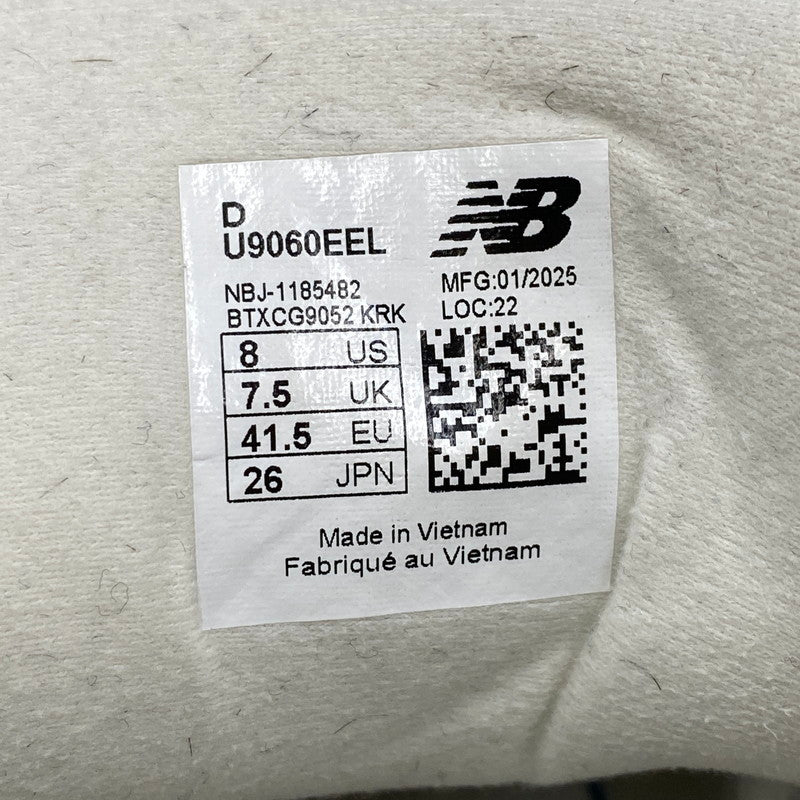 D
U9060EEL
NB
NBJ-1185482
BTXCG9052 KRK
MFG:01/2025
LOC:22
8 US
7.5 UK
41.5 EU
26 JPN
Made in Vietnam
Fabriqué au Vietnam